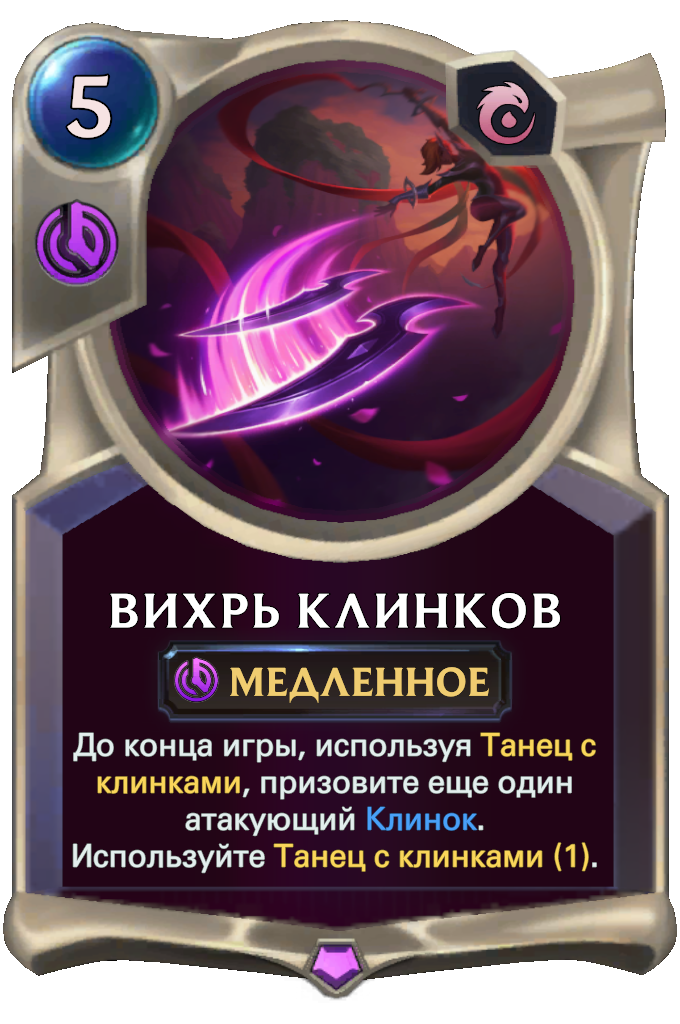 5
ВИХРЬ КЛИНКОВ
МЕДЛЕННОЕ
До конца игры, используя Танец с
клинками, призовите еще один
атакующий Клинок.
Используйте Танец с клинками (1).